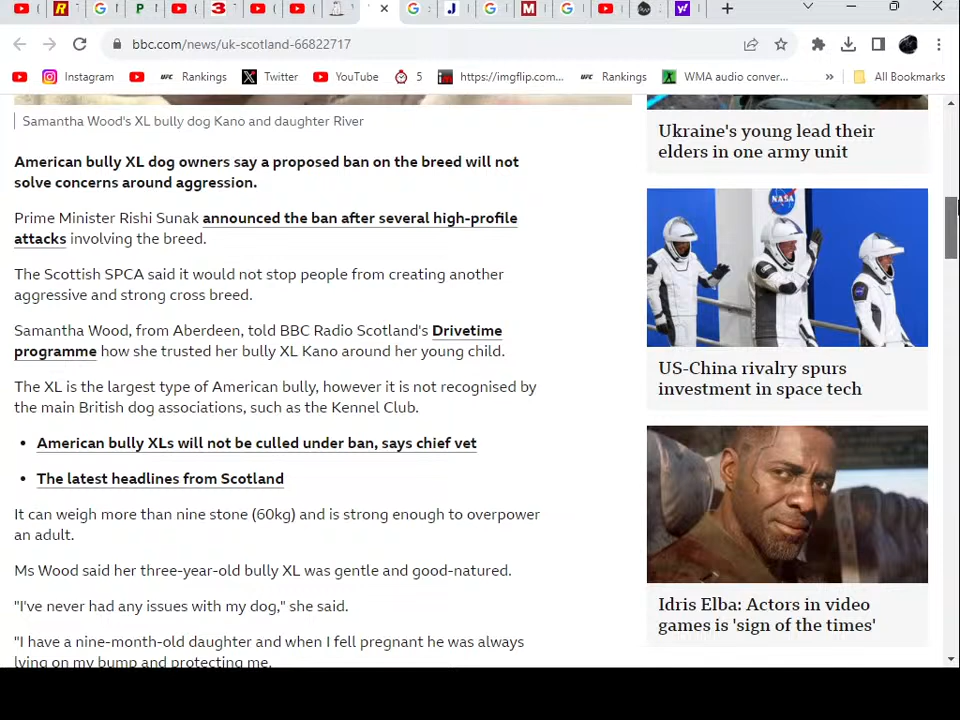 bbc.com/news/uk-scotland-66822717
Instagram
UFC Rankings
Twitter
YouTube
5
https://imgflip.com...
UFC Rankings
WMA audio conver...
»
All Bookmarks
Samantha Wood's XL bully dog Kano and daughter River
American bully XL dog owners say a proposed ban on the breed will not
solve concerns around aggression.
Prime Minister Rishi Sunak announced the ban after several high-profile
attacks involving the breed.
The Scottish SPCA said it would not stop people from creating another
aggressive and strong cross breed.
Samantha Wood, from Aberdeen, told BBC Radio Scotland's Drivetime
programme how she trusted her bully XL Kano around her young child.
The XL is the largest type of American bully, however it is not recognised by
the main British dog associations, such as the Kennel Club.
• American bully XLs will not be culled under ban, says chief vet
• The latest headlines from Scotland
It can weigh more than nine stone (60kg) and is strong enough to overpower
an adult.
Ms Wood said her three-year-old bully XL was gentle and good-natured.
"I've never had any issues with my dog," she said.
"I have a nine-month-old daughter and when I fell pregnant he was always
lying on my bump and protecting me.
Ukraine's young lead their
elders in one army unit
NASA
US-China rivalry spurs
investment in space tech
Idris Elba: Actors in video
games is 'sign of the times'